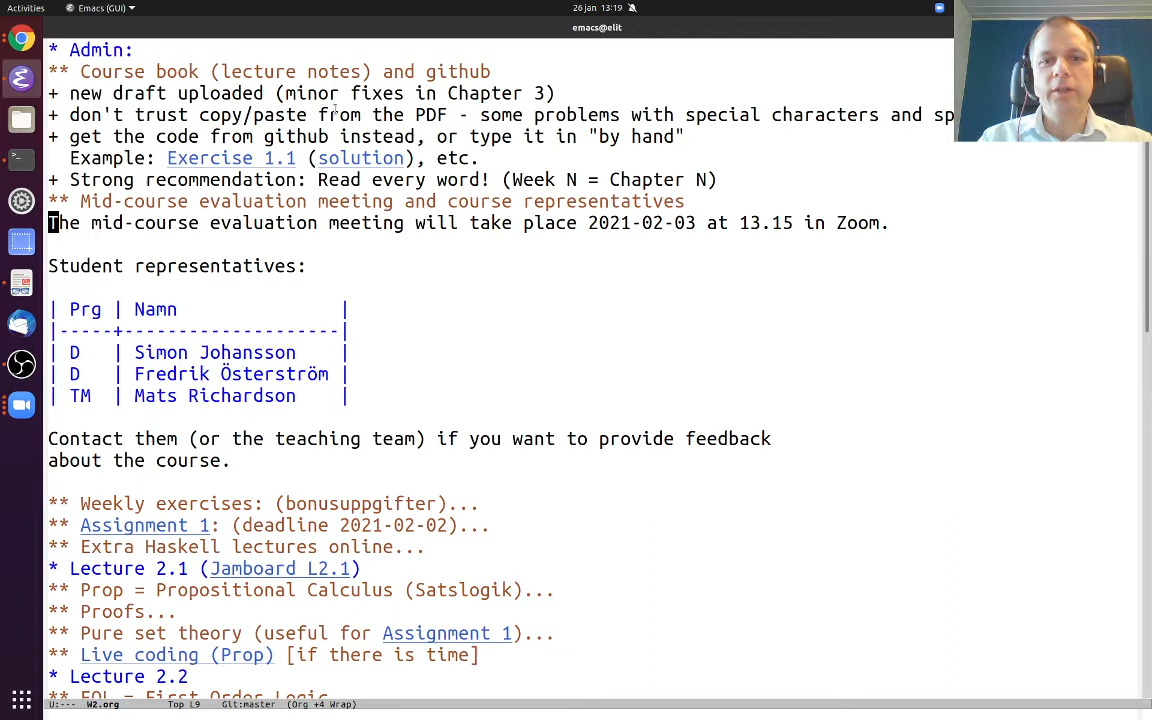 Activities
Emacs (GUI)
26 jan 13:19
emacs@elit
* Admin:
** Course book (lecture notes) and github
+ new draft uploaded (minor fixes in Chapter 3)
+ don't trust copy/paste from the PDF - some problems with special characters and sp
+ get the code from github instead, or type it in "by hand"
Example: Exercise 1.1 (solution), etc.
+ Strong recommendation: Read every word! (Week N = Chapter N)
** Mid-course evaluation meeting and course representatives
The mid-course evaluation meeting will take place 2021-02-03 at 13.15 in Zoom.
Student representatives:
| Prg | Namn |
|-----+--------------------|
| D | Simon Johansson |
| D | Fredrik Österström |
| TM | Mats Richardson |
Contact them (or the teaching team) if you want to provide feedback
about the course.
** Weekly exercises: (bonusuppgifter)...
** Assignment 1: (deadline 2021-02-02)...
** Extra Haskell lectures online...
* Lecture 2.1 (Jamboard L2.1)
** Prop = Propositional Calculus (Satslogik)...
** Proofs...
** Pure set theory (useful for Assignment 1)...
** Live coding (Prop) [if there is time]
* Lecture 2.2
** FOL = First Order Logic
U:--- W2.org Top L9 Git:master (Org +4 Wrap)